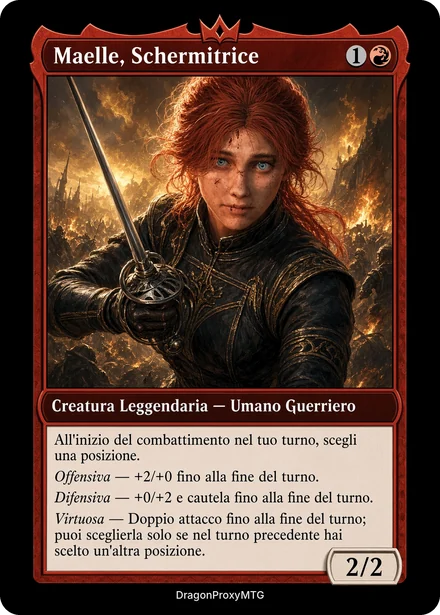 Maelle, Schermitrice 1
Creatura Leggendaria — Umano Guerriero
All'inizio del combattimento nel tuo turno, scegli
una posizione.
Offensiva — +2/+0 fino alla fine del turno.
Difensiva — +0/+2 e cautela fino alla fine del turno.
Virtuosa — Doppio attacco fino alla fine del turno;
puoi sceglierla solo se nel turno precedente hai
scelto un'altra posizione.
2/2
DragonProxyMTG